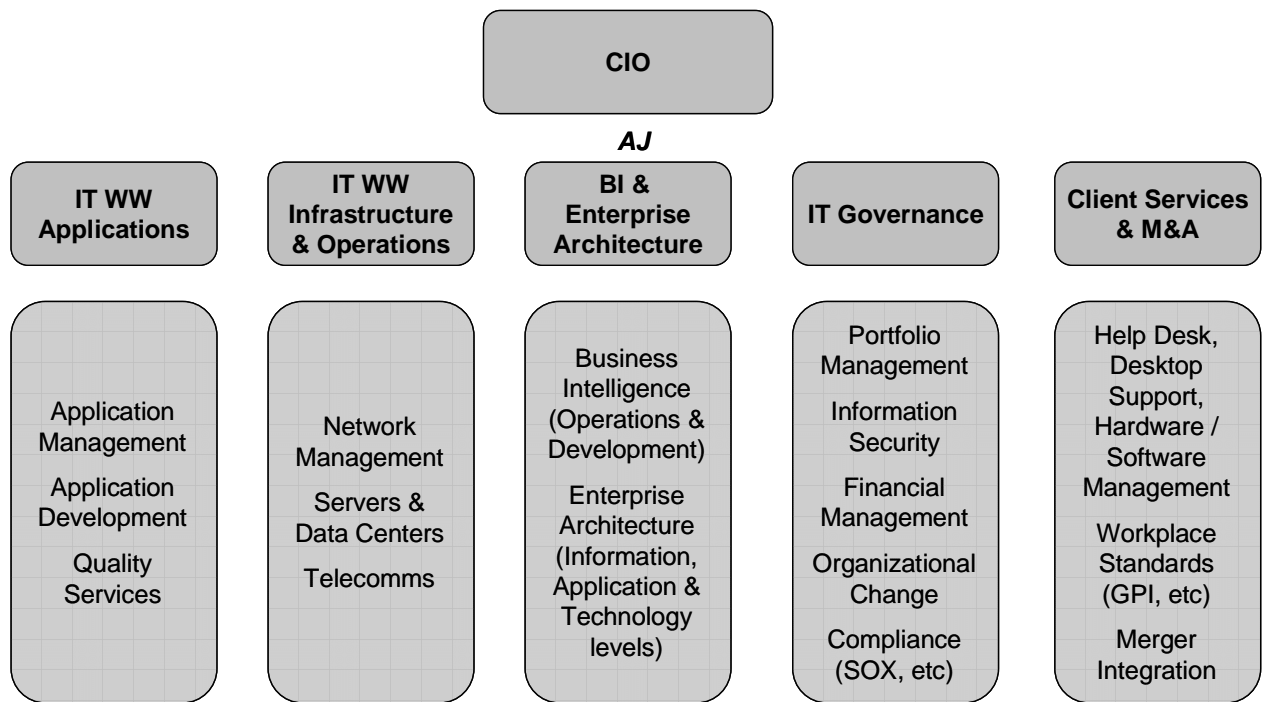 CIO
AJ
IT WW
Applications
IT WW
Infrastructure
& Operations
BI &
Enterprise
Architecture
IT Governance
Client Services
& M&A
Application
Management
Application
Development
Quality
Services
Network
Management
Servers &
Data Centers
Telecomms
Business
Intelligence
(Operations &
Development)
Enterprise
Architecture
(Information,
Application &
Technology
levels)
Portfolio
Management
Information
Security
Financial
Management
Organizational
Change
Compliance
(SOX, etc)
Help Desk,
Desktop
Support,
Hardware /
Software
Management
Workplace
Standards
(GPI, etc)
Merger
Integration